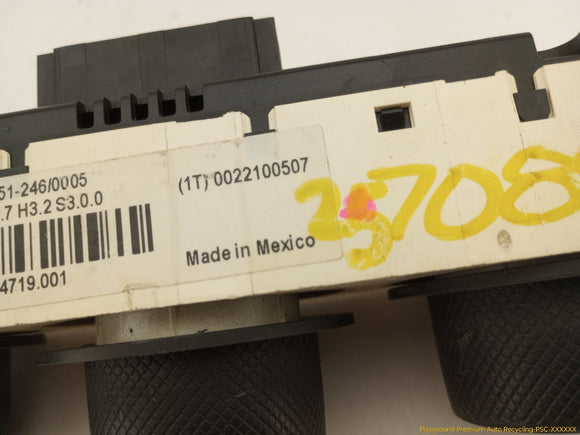 51-246/0005
.7 H3.2 S3.0.0
4719.001
(1T) 0022100507
Made in Mexico
25708
Playground Premium Auto Recycling-PSC-XXXXXX